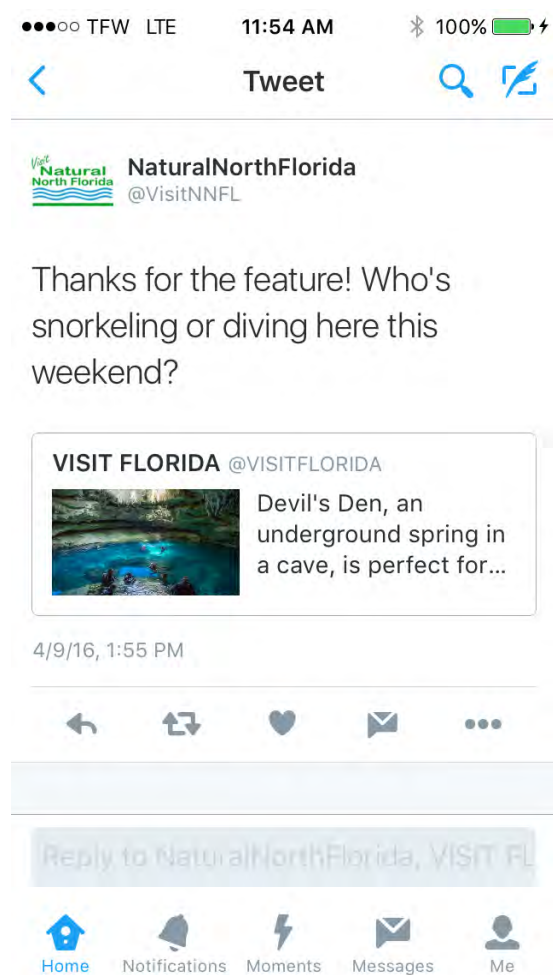 TFW LTE 11:54 AM 100%
Tweet
Visit
Natural
North Florida
NaturalNorthFlorida
@VisitNNFL
Thanks for the feature! Who's
snorkeling or diving here this
weekend?
VISIT FLORIDA @VISITFLORIDA
Devil's Den, an
underground spring in
a cave, is perfect for...
4/9/16, 1:55 PM
Reply to NaturalNorthFlorida, VISIT FL
Home Notifications Moments Messages Me